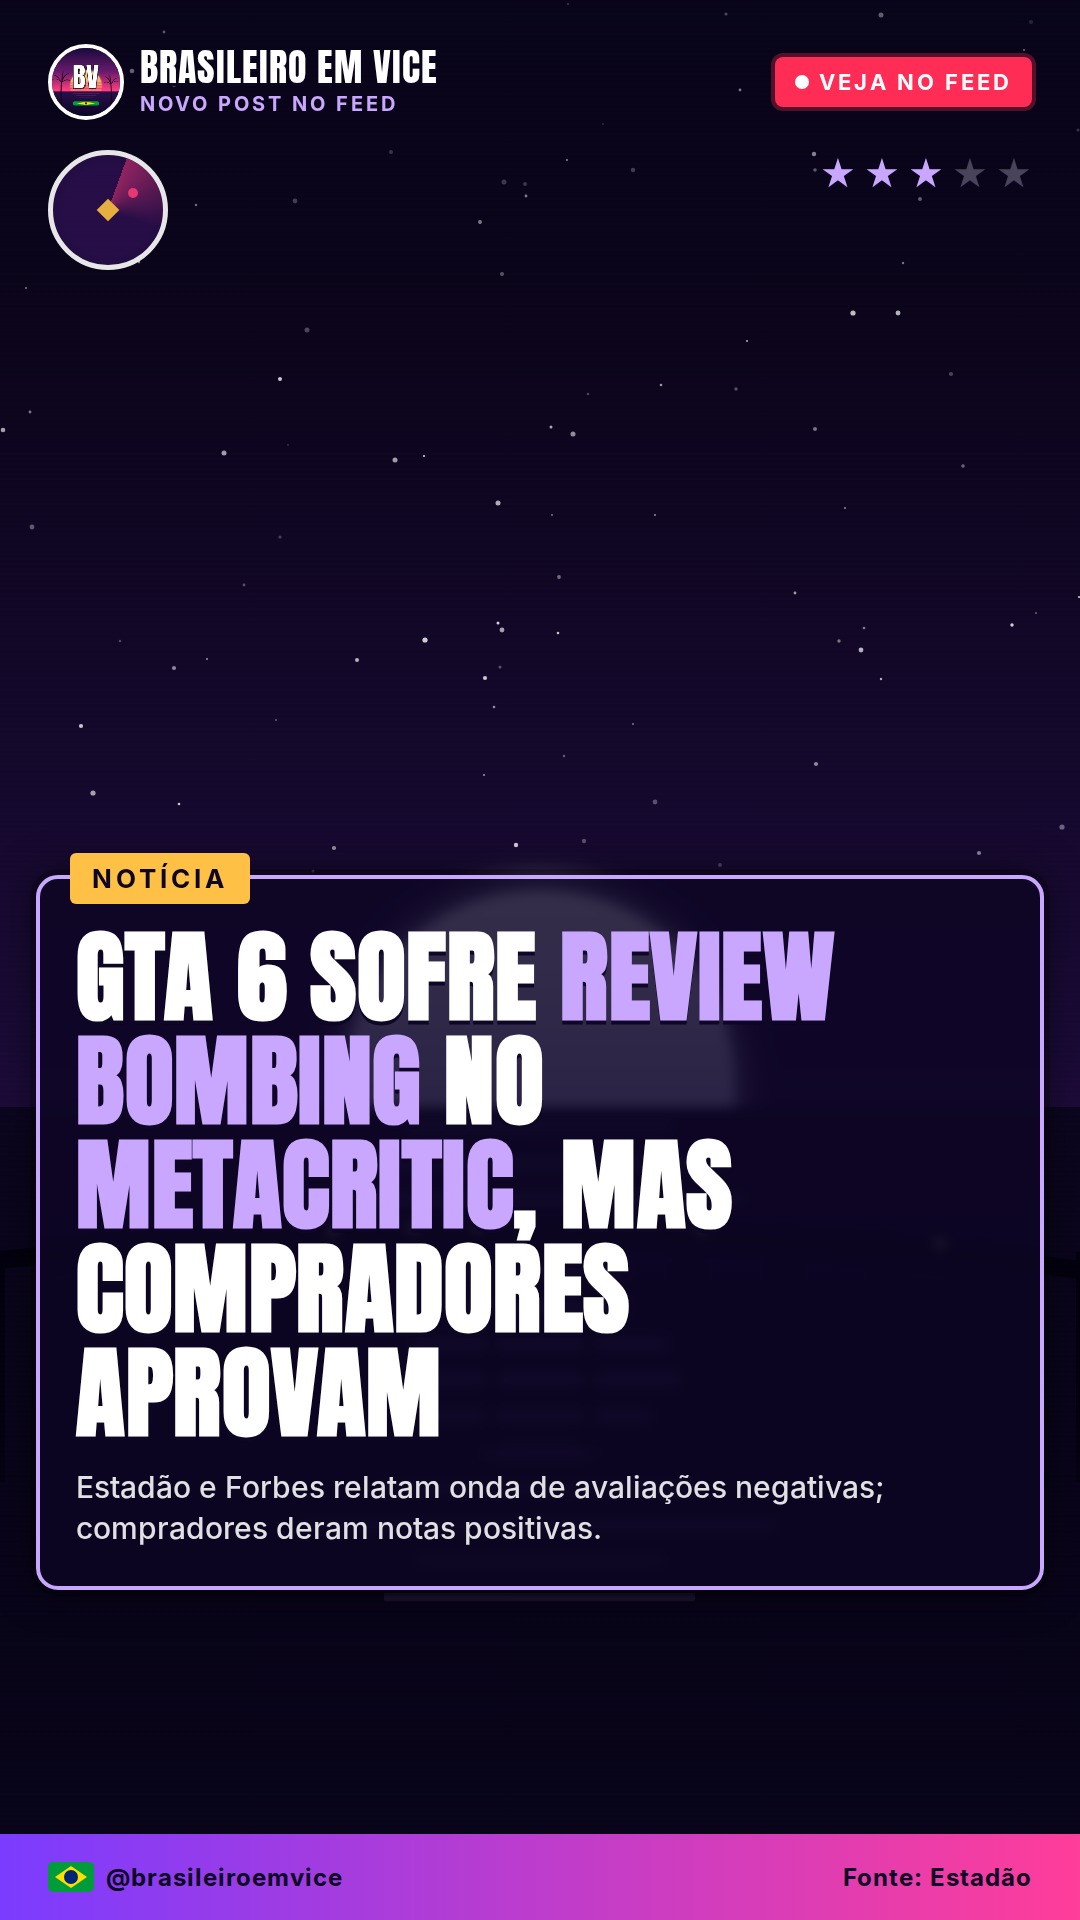 BV
BRASILEIRO EM VICE
NOVO POST NO FEED
VEJA NO FEED
NOTÍCIA
GTA 6 SOFRE REVIEW
BOMBING NO
METACRITIC, MAS
COMPRADORES
APROVAM
Estadão e Forbes relatam onda de avaliações negativas;
compradores deram notas positivas.
@brasileiroemvice
Fonte: Estadão